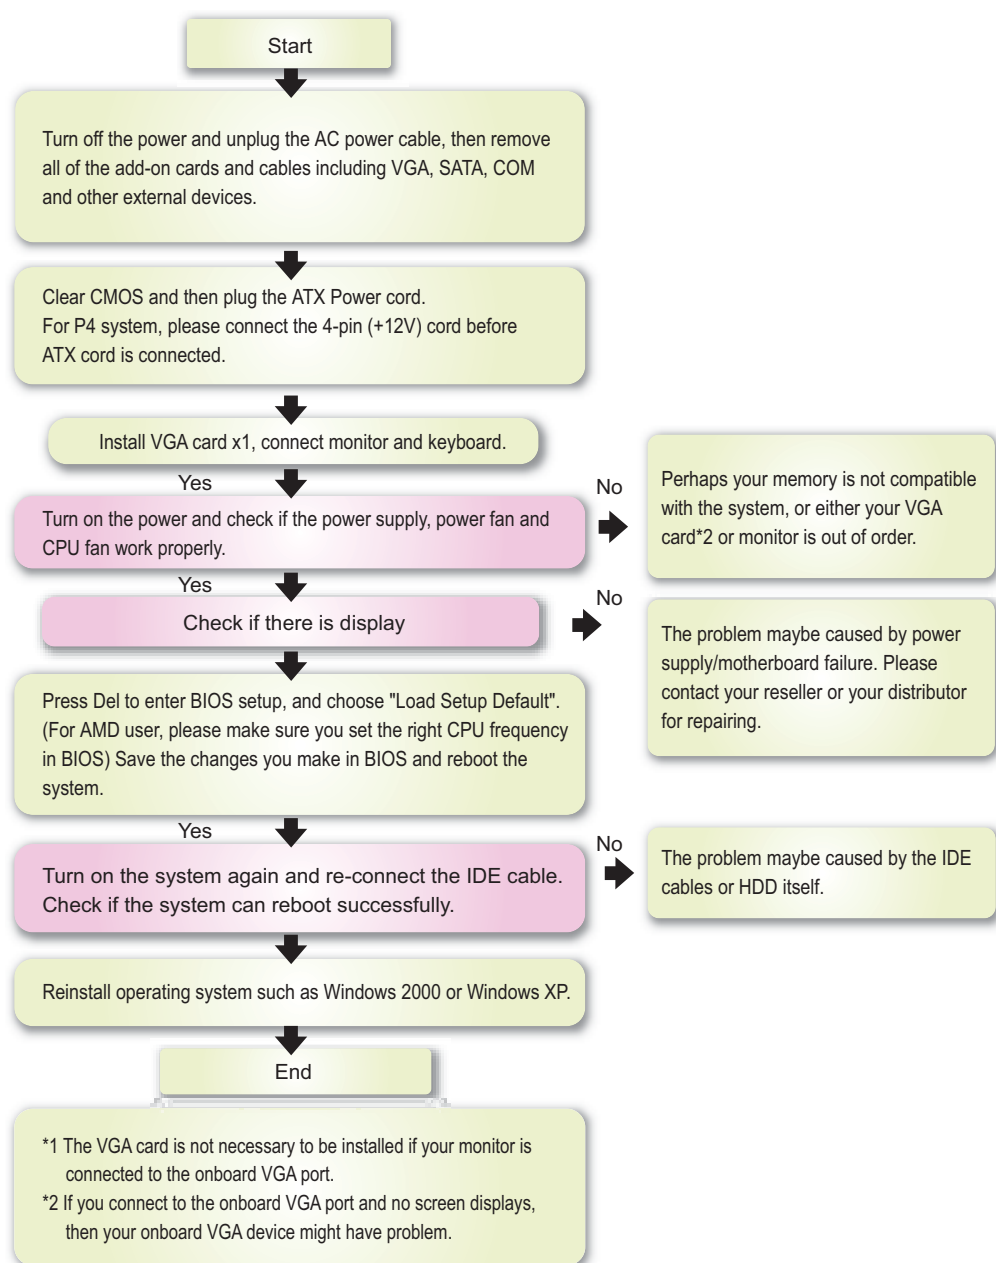 Start
Turn off the power and unplug the AC power cable, then remove
all of the add-on cards and cables including VGA, SATA, COM
and other external devices.
Clear CMOS and then plug the ATX Power cord.
For P4 system, please connect the 4-pin (+12V) cord before
ATX cord is connected.
Install VGA card x1, connect monitor and keyboard.
Yes
Turn on the power and check if the power supply, power fan and
CPU fan work properly.
No
Perhaps your memory is not compatible
with the system, or either your VGA
card*2 or monitor is out of order.
Yes
Check if there is display
No
The problem maybe caused by power
supply/motherboard failure. Please
contact your reseller or your distributor
for repairing.
Press Del to enter BIOS setup, and choose "Load Setup Default".
(For AMD user, please make sure you set the right CPU frequency
in BIOS) Save the changes you make in BIOS and reboot the
system.
Yes
Turn on the system again and re-connect the IDE cable.
Check if the system can reboot successfully.
No
The problem maybe caused by the IDE
cables or HDD itself.
Reinstall operating system such as Windows 2000 or Windows XP.
End
*1 The VGA card is not necessary to be installed if your monitor is
connected to the onboard VGA port.
*2 If you connect to the onboard VGA port and no screen displays,
then your onboard VGA device might have problem.